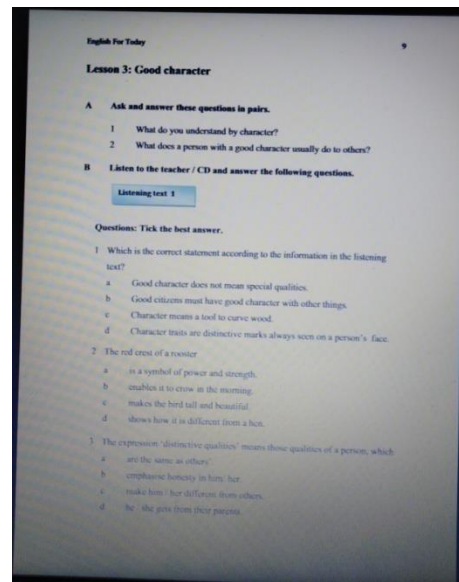 English For Today 9
Lesson 3: Good character
A Ask and answer these questions in pairs.
1 What do you understand by character?
2 What does a person with a good character usually do to others?
B Listen to the teacher / CD and answer the following questions.
Listening text 1
Questions: Tick the best answer.
1 Which is the correct statement according to the information in the listening
text?
a Good character does not mean special qualities.
b Good citizens must have good character with other things.
c Character means a tool to curve wood.
d Character traits are distinctive marks always seen on a person's face.
2 The red crest of a rooster
a is a symbol of power and strength.
b enables it to crow in the morning.
c makes the bird tall and beautiful.
d shows how it is different from a hen.
3 The expression 'distinctive qualities' means those qualities of a person, which
a are the same as others'.
b emphasise honesty in him/ her.
c make him / her different from others.
d he / she gets from their parents.